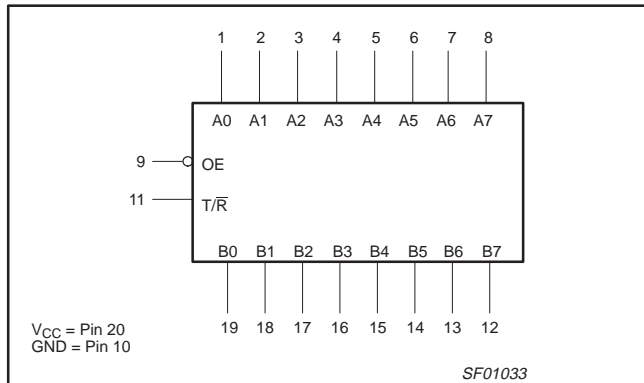 1 2 3 4 5 6 7 8
A0 A1 A2 A3 A4 A5 A6 A7
9 OE
11 T/R̅
B0 B1 B2 B3 B4 B5 B6 B7
19 18 17 16 15 14 13 12
VCC = Pin 20
GND = Pin 10
SF01033